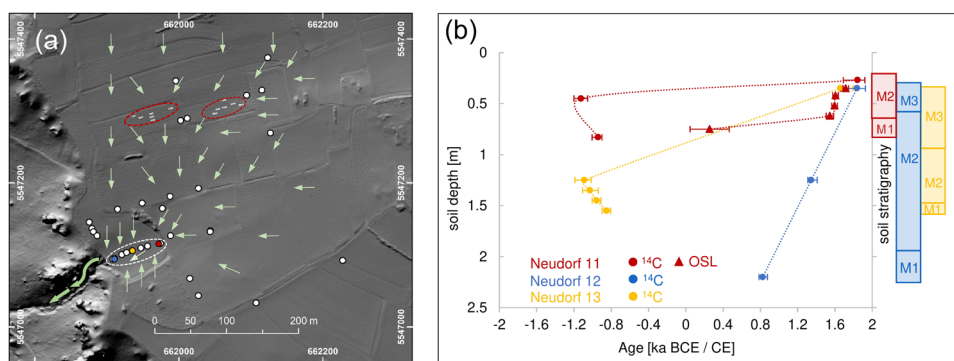 (a)
662000
662200
5547400
5547400
5547200
5547200
5547000
5547000
0 50 100 200 m
662000
662200
(b)
0
0.5
1
1.5
2
2.5
soil depth [m]
-1.2 -0.8 -0.4 0 0.4 0.8 1.2 1.6 2
Age [ka BCE / CE]
Neudorf 11 14C OSL
Neudorf 12 14C
Neudorf 13 14C
soil stratigraphy
M2
M1
M3
M2
M1
M3
M2
M1